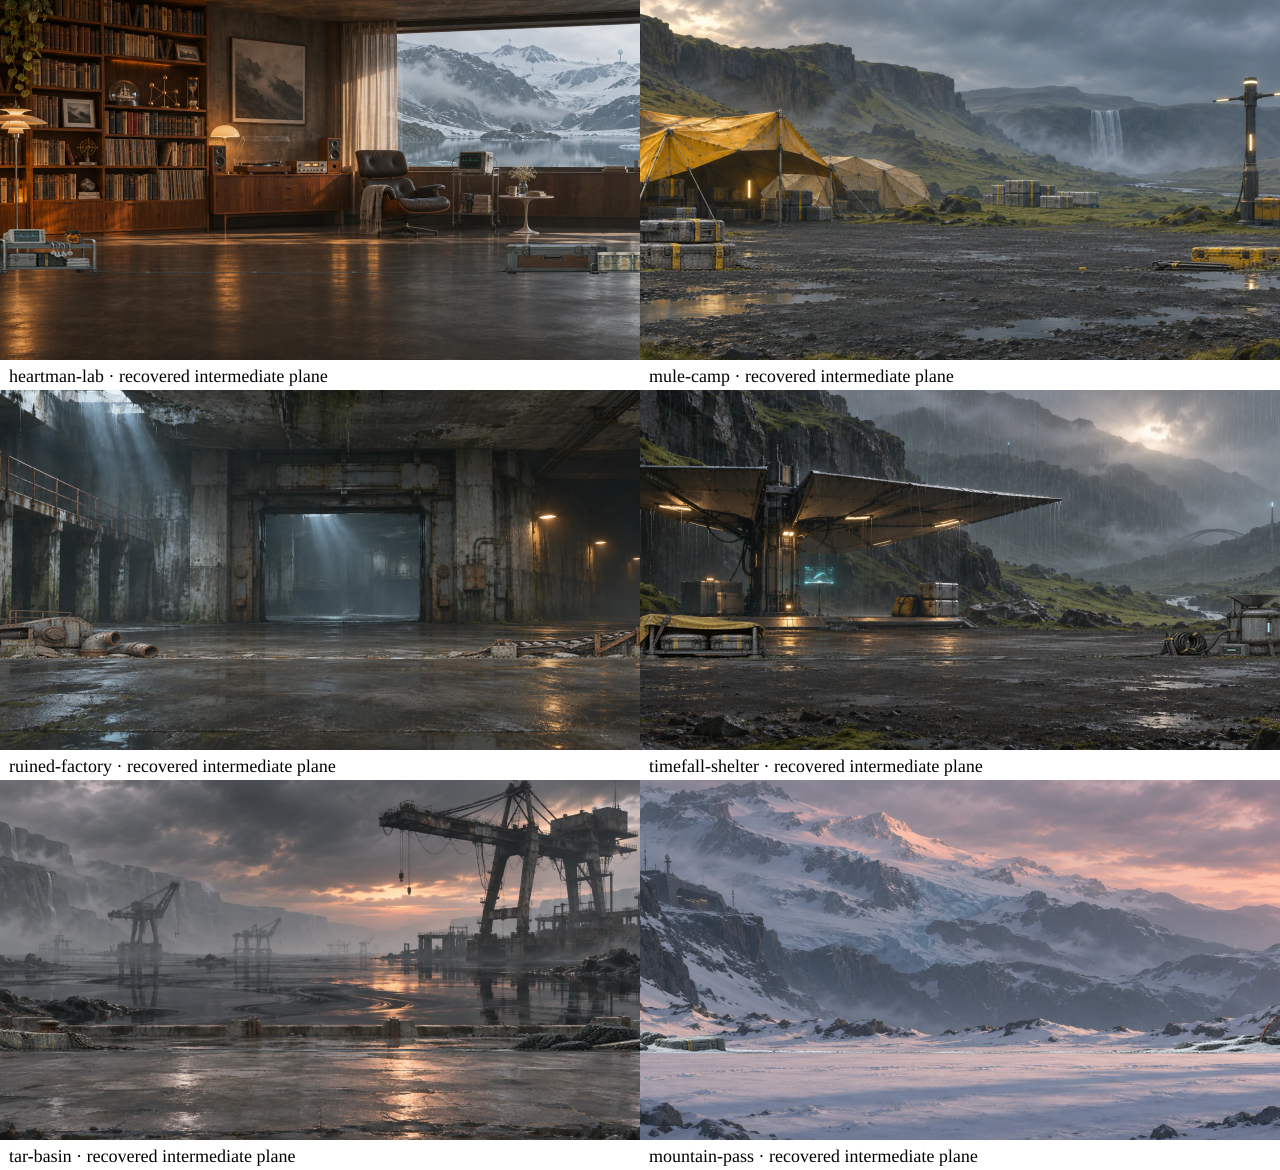 heartman-lab · recovered intermediate plane
mule-camp · recovered intermediate plane
ruined-factory · recovered intermediate plane
timefall-shelter · recovered intermediate plane
tar-basin · recovered intermediate plane
mountain-pass · recovered intermediate plane